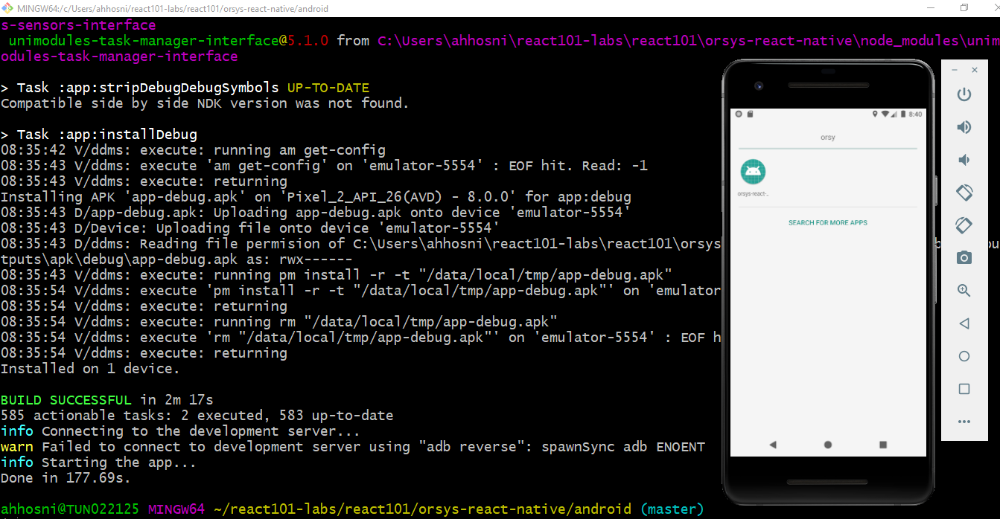 MINGW64:/c/Users/ahhosni/react101-labs/react101/orsys-react-native/android
s-sensors-interface
unimodules-task-manager-interface@5.1.0 from C:\Users\ahhosni\react101-labs\react101\orsys-react-native\node_modules\unim
odules-task-manager-interface
> Task :app:stripDebugDebugSymbols UP-TO-DATE
Compatible side by side NDK version was not found.
> Task :app:installDebug
08:35:42 V/ddms: execute: running am get-config
08:35:43 V/ddms: execute 'am get-config' on 'emulator-5554' : EOF hit. Read: -1
08:35:43 V/ddms: execute: returning
Installing APK 'app-debug.apk' on 'Pixel_2_API_26(AVD) - 8.0.0' for app:debug
08:35:43 D/app-debug.apk: Uploading app-debug.apk onto device 'emulator-5554'
08:35:43 D/Device: Uploading file onto device 'emulator-5554'
08:35:43 D/ddms: Reading file permision of C:\Users\ahhosni\react101-labs\react101\orsys
tputs\apk\debug\app-debug.apk as: rwx------
08:35:43 V/ddms: execute: running pm install -r -t "/data/local/tmp/app-debug.apk"
08:35:54 V/ddms: execute 'pm install -r -t "/data/local/tmp/app-debug.apk"' on 'emulator
08:35:54 V/ddms: execute: returning
08:35:54 V/ddms: execute: running rm "/data/local/tmp/app-debug.apk"
08:35:54 V/ddms: execute 'rm "/data/local/tmp/app-debug.apk"' on 'emulator-5554' : EOF h
08:35:54 V/ddms: execute: returning
Installed on 1 device.
BUILD SUCCESSFUL in 2m 17s
585 actionable tasks: 2 executed, 583 up-to-date
info Connecting to the development server...
warn Failed to connect to development server using "adb reverse": spawnSync adb ENOENT
info Starting the app...
Done in 177.69s.
ahhosni@TUN022125 MINGW64 ~/react101-labs/react101/orsys-react-native/android (master)
8:40
orsy
orsys-react-..
SEARCH FOR MORE APPS